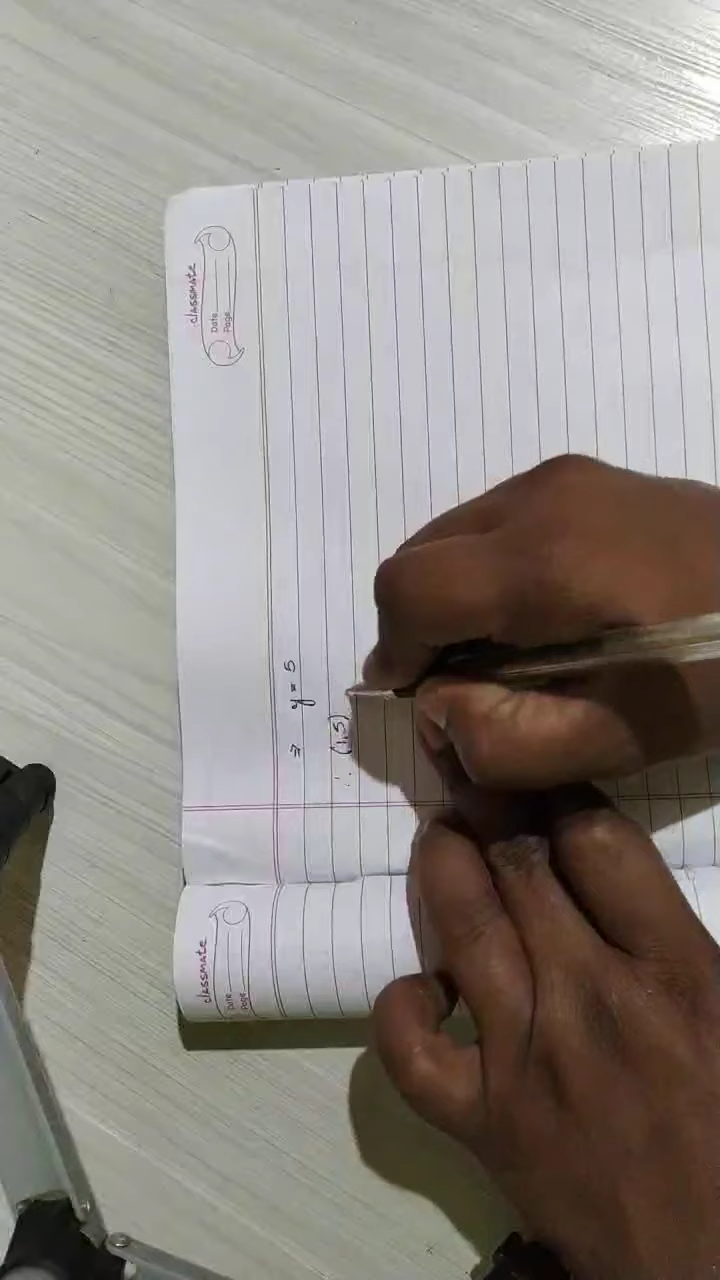 classmate
Date
Page
⇒ y = 5
∴ (1,5)
classmate
Date
Page